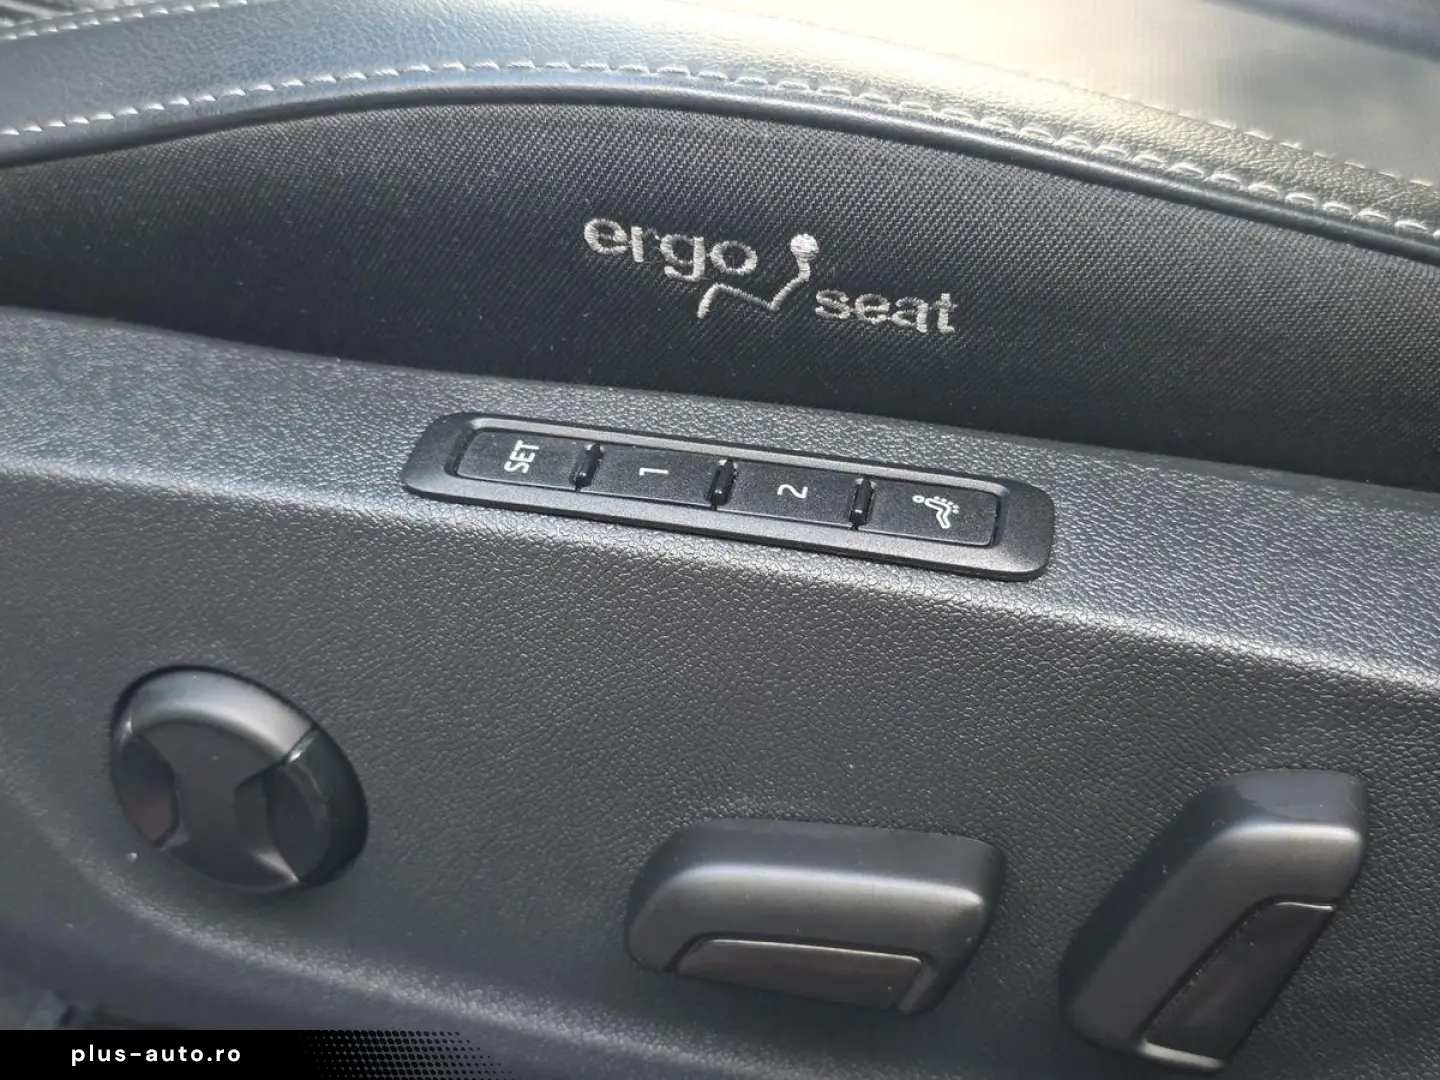 ergo
seat
SET
1
2
plus-auto.ro